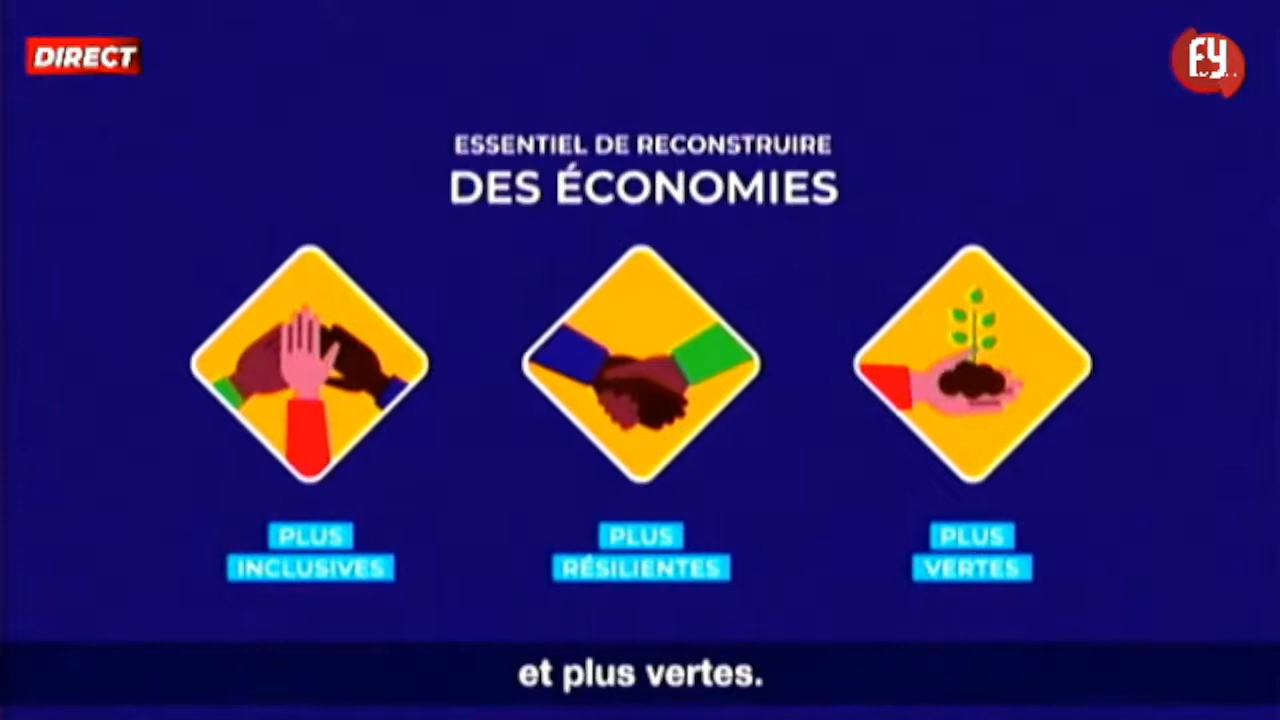 DIRECT
ESSENTIEL DE RECONSTRUIRE
DES ÉCONOMIES
PLUS
INCLUSIVES
PLUS
RÉSILIENTES
PLUS
VERTES
et plus vertes.